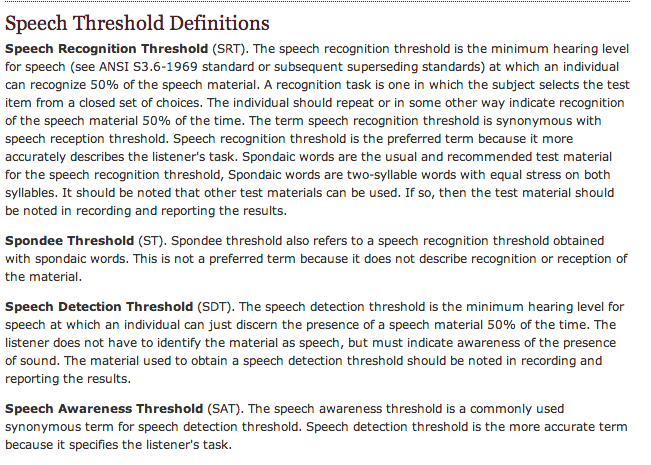 Speech Threshold Definitions
Speech Recognition Threshold (SRT). The speech recognition threshold is the minimum hearing level
for speech (see ANSI S3.6-1969 standard or subsequent superseding standards) at which an individual
can recognize 50% of the speech material. A recognition task is one in which the subject selects the test
item from a closed set of choices. The individual should repeat or in some other way indicate recognition
of the speech material 50% of the time. The term speech recognition threshold is synonymous with
speech reception threshold. Speech recognition threshold is the preferred term because it more
accurately describes the listener's task. Spondaic words are the usual and recommended test material
for the speech recognition threshold, Spondaic words are two-syllable words with equal stress on both
syllables. It should be noted that other test materials can be used. If so, then the test material should
be noted in recording and reporting the results.
Spondee Threshold (ST). Spondee threshold also refers to a speech recognition threshold obtained
with spondaic words. This is not a preferred term because it does not describe recognition or reception of
the material.
Speech Detection Threshold (SDT). The speech detection threshold is the minimum hearing level for
speech at which an individual can just discern the presence of a speech material 50% of the time. The
listener does not have to identify the material as speech, but must indicate awareness of the presence
of sound. The material used to obtain a speech detection threshold should be noted in recording and
reporting the results.
Speech Awareness Threshold (SAT). The speech awareness threshold is a commonly used
synonymous term for speech detection threshold. Speech detection threshold is the more accurate term
because it specifies the listener's task.